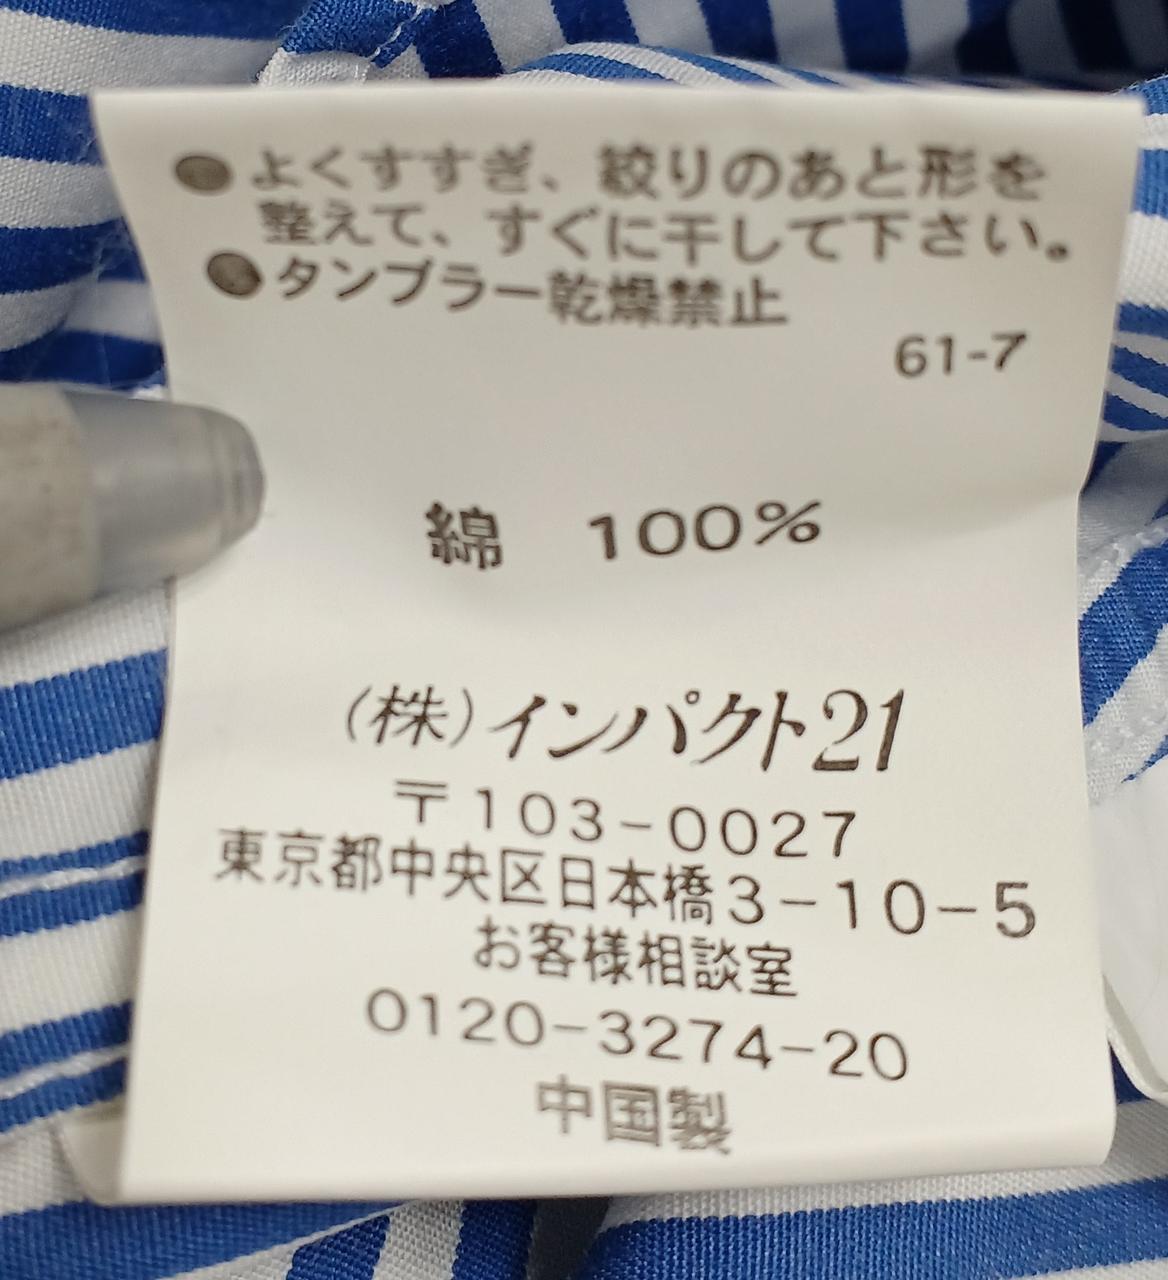 ●よくすすぎ、絞りのあと形を
整えて、すぐに干して下さい。
●タンブラー乾燥禁止
61-7
綿 100%
(株)インパクト21
〒103-0027
東京都中央区日本橋3-10-5
お客様相談室
0120-3274-20
中国製